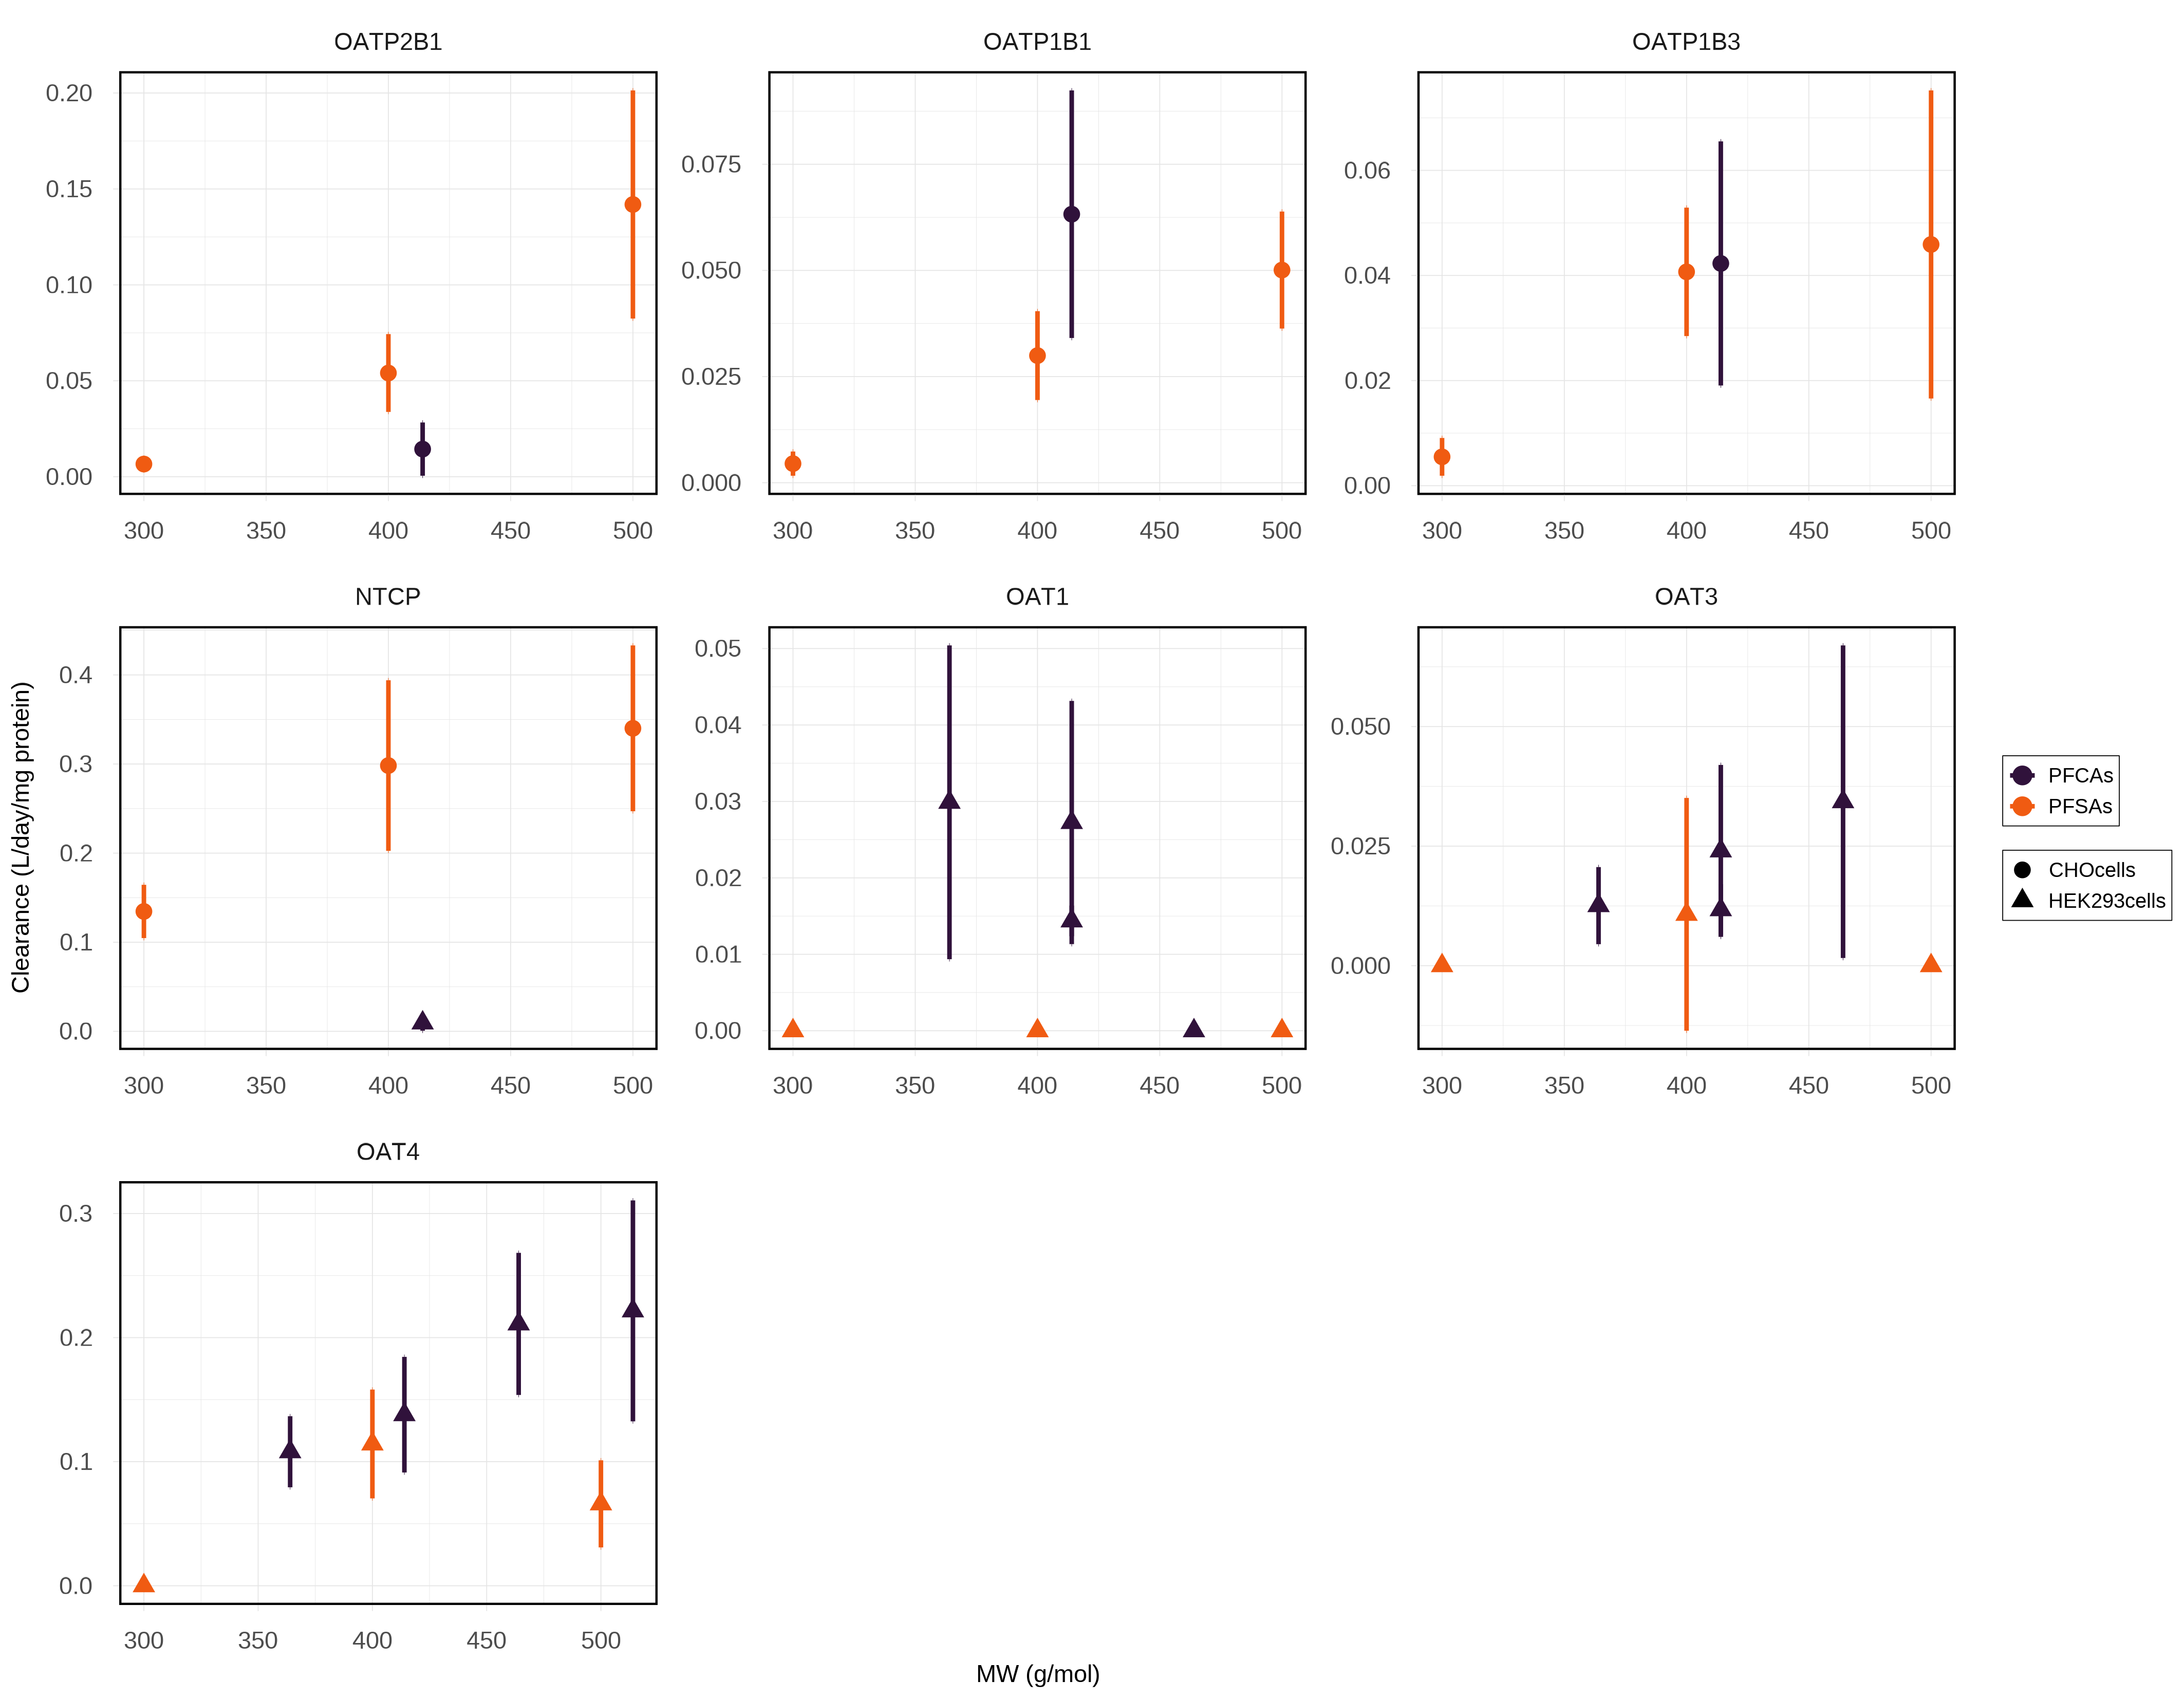 OATP2B1
OATP1B1
OATP1B3
0.20
0.15
0.10
0.05
0.00
0.075
0.050
0.025
0.000
0.06
0.04
0.02
0.00
300 350 400 450 500
300 350 400 450 500
300 350 400 450 500
NTCP
OAT1
OAT3
Clearance (L/day/mg protein)
0.4
0.3
0.2
0.1
0.0
0.05
0.04
0.03
0.02
0.01
0.00
0.050
0.025
0.000
300 350 400 450 500
300 350 400 450 500
300 350 400 450 500
PFCAs
PFSAs
CHOcells
HEK293cells
OAT4
0.3
0.2
0.1
0.0
300 350 400 450 500
MW (g/mol)